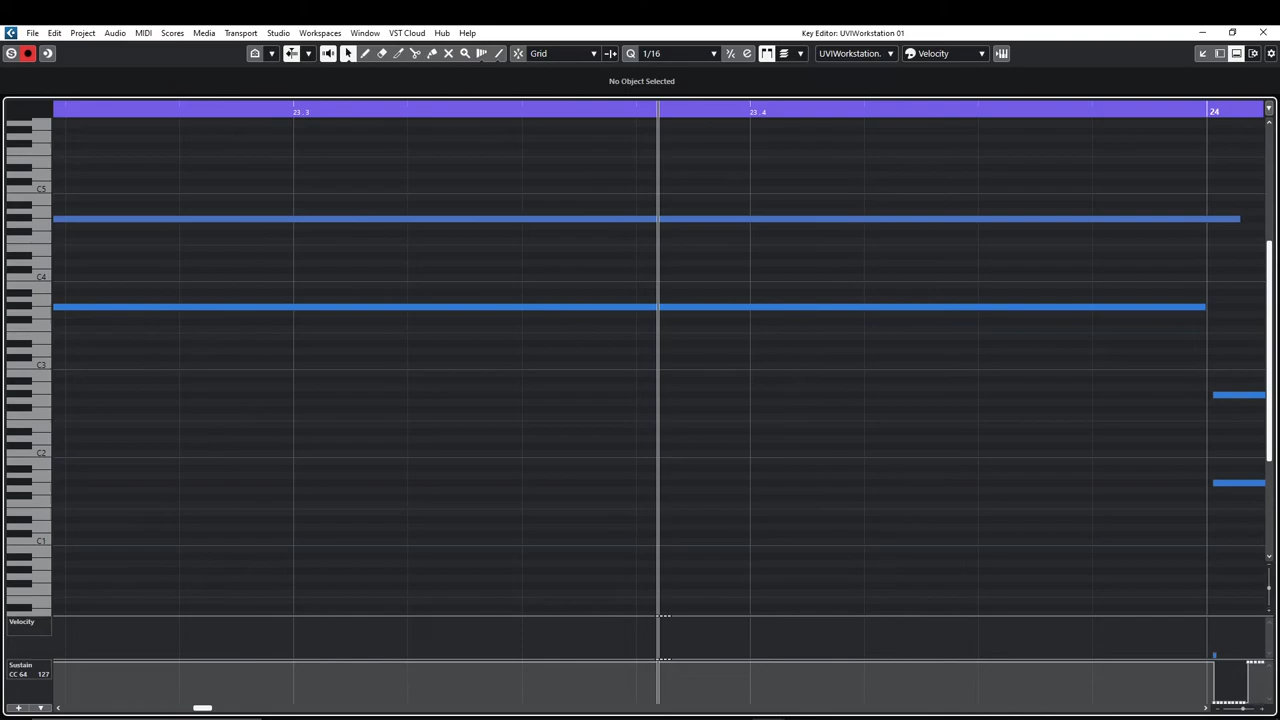 File Edit Project Audio MIDI Scores Media Transport Studio Workspaces Window VST Cloud Hub Help
Key Editor: UVIWorkstation 01
Grid
1/16
UVIWorkstation.
Velocity
No Object Selected
23.3
23.4
24
C5
C4
C3
C2
C1
Velocity
Sustain
CC 64 127